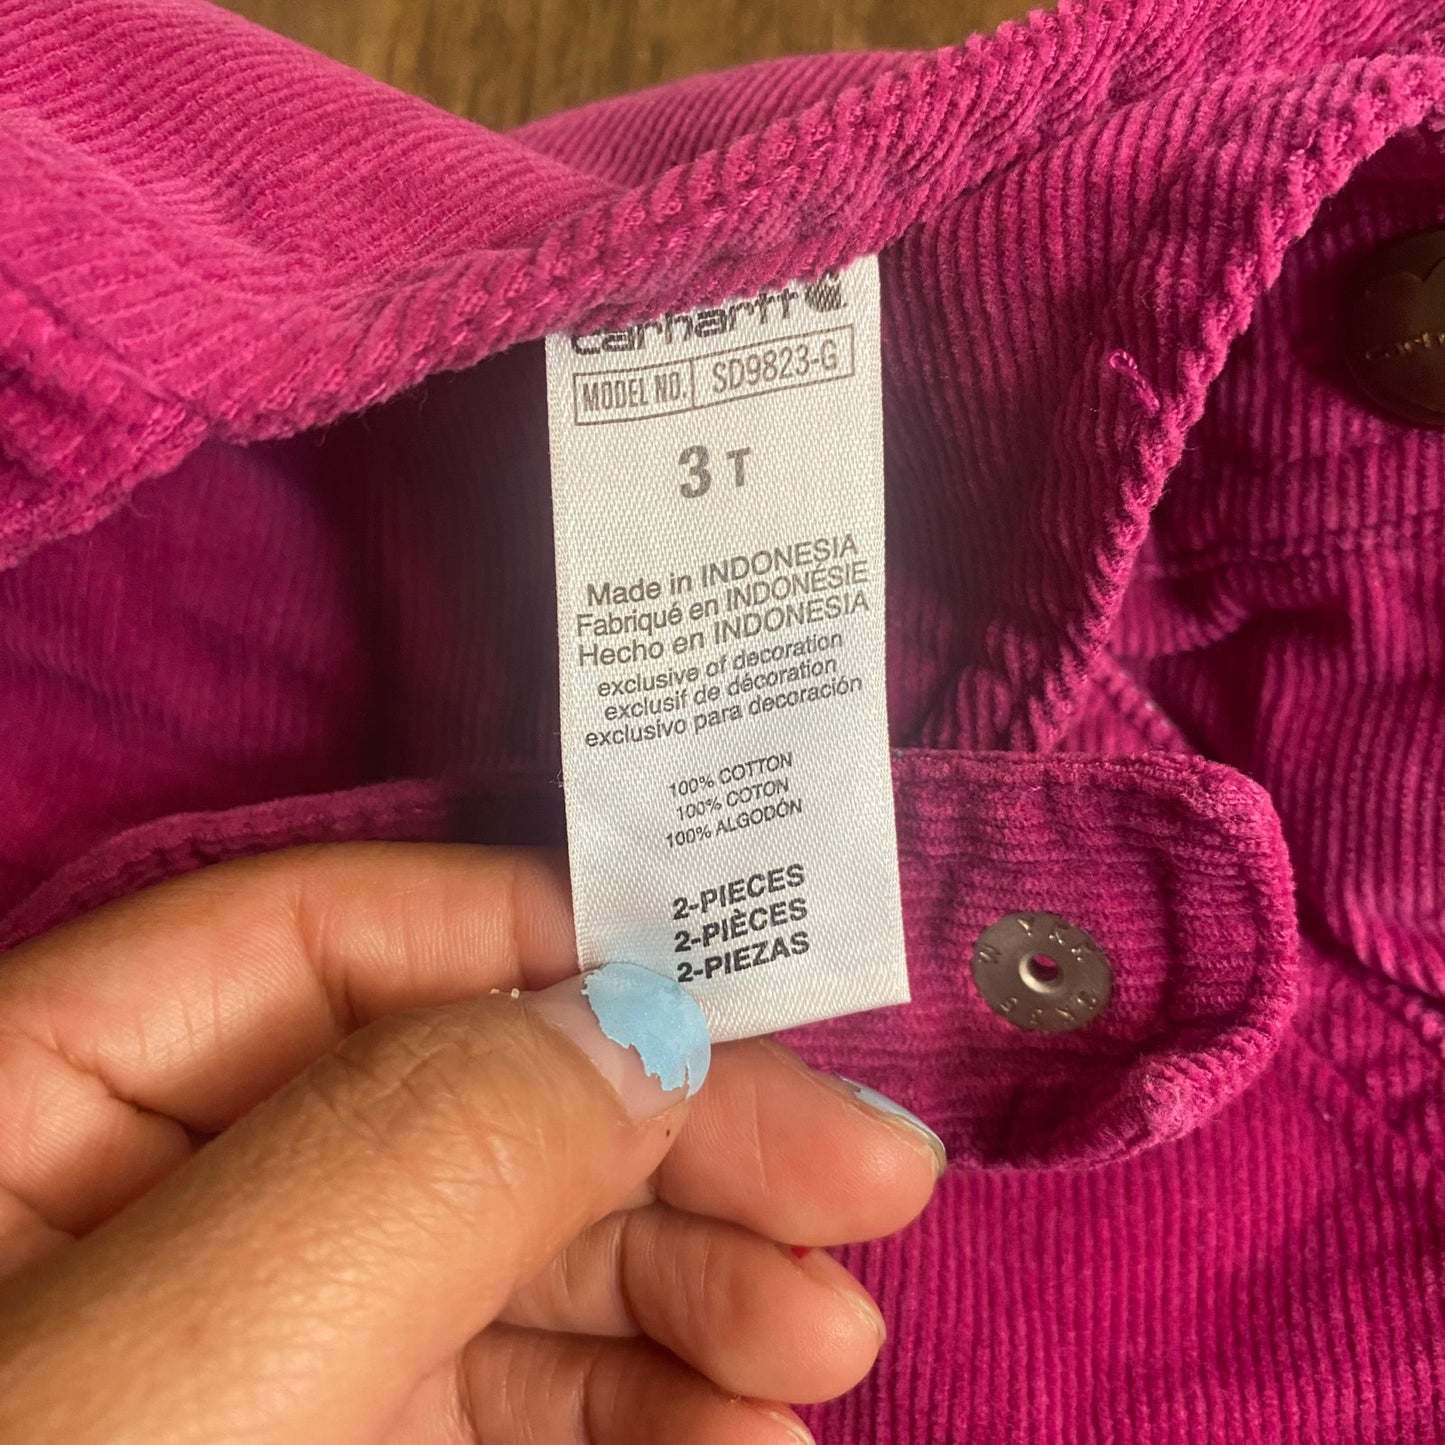 carhartt
MODEL NO. SD9823-G
3T
Made in INDONESIA
Fabriqué en INDONÉSIE
Hecho en INDONESIA
exclusive of decoration
exclusif de décoration
exclusivo para decoración
100% COTTON
100% COTON
100% ALGODÓN
2-PIECES
2-PIÈCES
2-PIEZAS